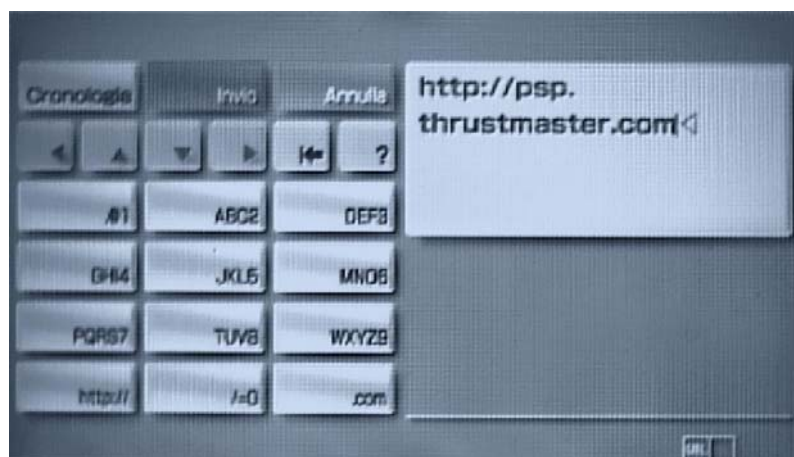 Cronologia Invio Annulla
http://psp.
thrustmaster.com
?
.@1 ABC2 DEF3
GHI4 JKL5 MNO6
PQRS7 TUV8 WXYZ9
http:// /=0 .com
URL